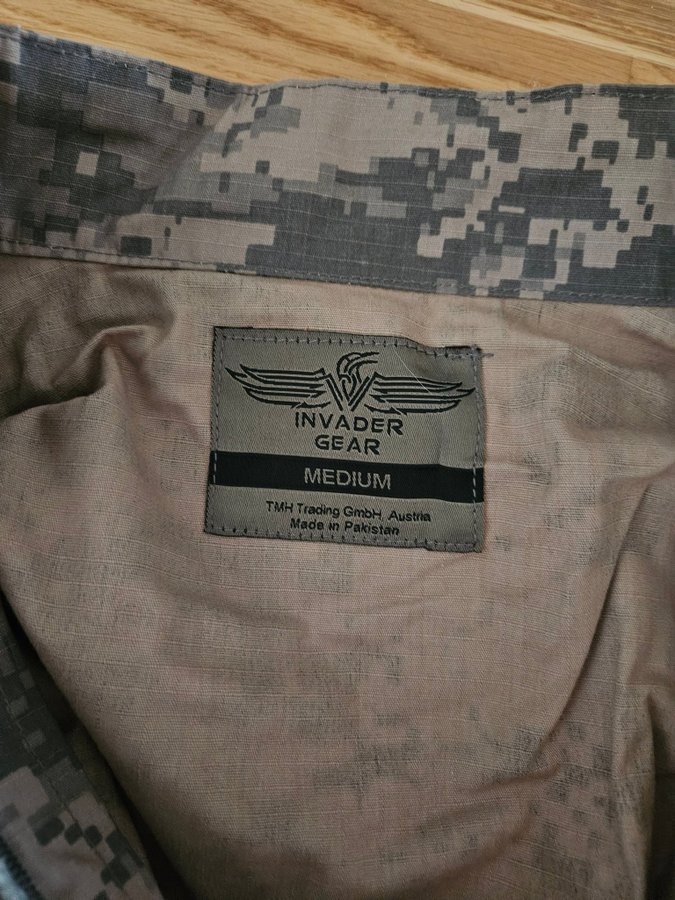 INVADER
GEAR
MEDIUM
TMH Trading GmbH, Austria
Made in Pakistan